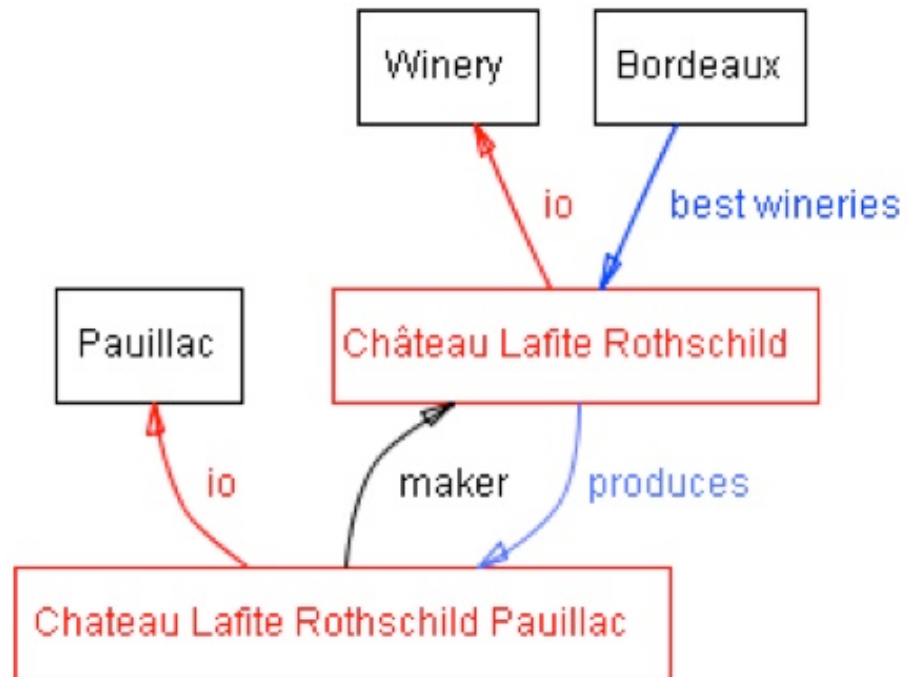 Winery
Bordeaux
io
best wineries
Pauillac
Château Lafite Rothschild
io
maker
produces
Chateau Lafite Rothschild Pauillac